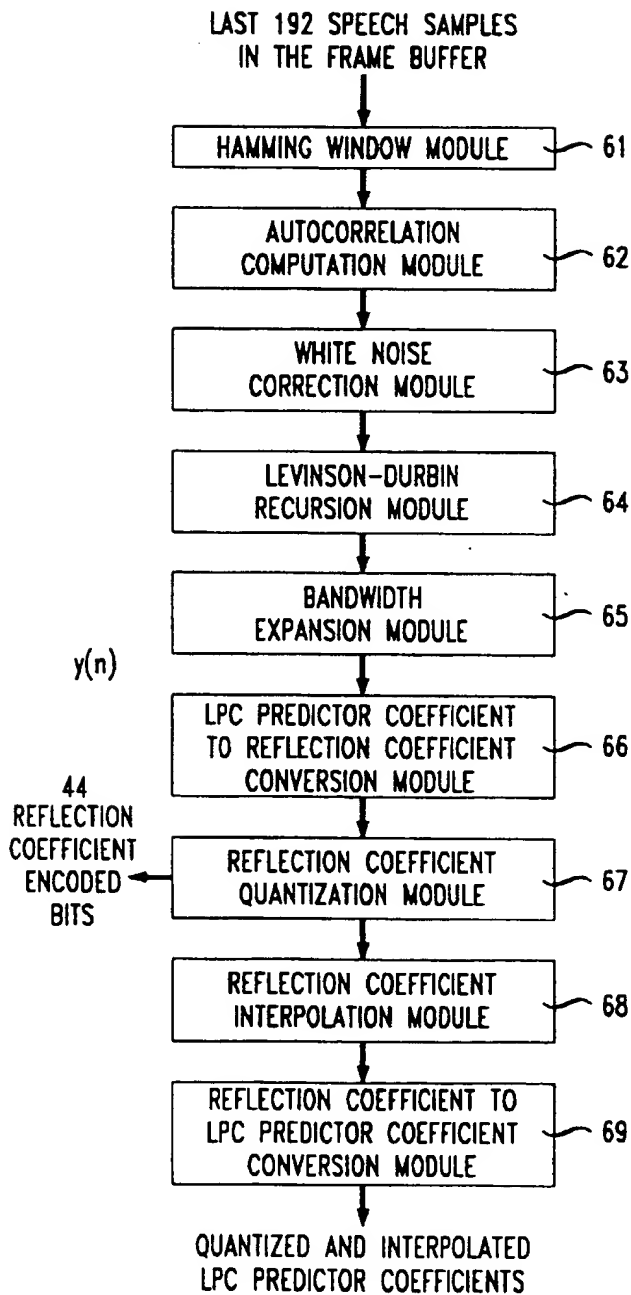 LAST 192 SPEECH SAMPLES
IN THE FRAME BUFFER
HAMMING WINDOW MODULE
61
AUTOCORRELATION
COMPUTATION MODULE
62
WHITE NOISE
CORRECTION MODULE
63
LEVINSON-DURBIN
RECURSION MODULE
64
BANDWIDTH
EXPANSION MODULE
65
y(n)
LPC PREDICTOR COEFFICIENT
TO REFLECTION COEFFICIENT
CONVERSION MODULE
66
44
REFLECTION
COEFFICIENT
ENCODED
BITS
REFLECTION COEFFICIENT
QUANTIZATION MODULE
67
REFLECTION COEFFICIENT
INTERPOLATION MODULE
68
REFLECTION COEFFICIENT TO
LPC PREDICTOR COEFFICIENT
CONVERSION MODULE
69
QUANTIZED AND INTERPOLATED
LPC PREDICTOR COEFFICIENTS